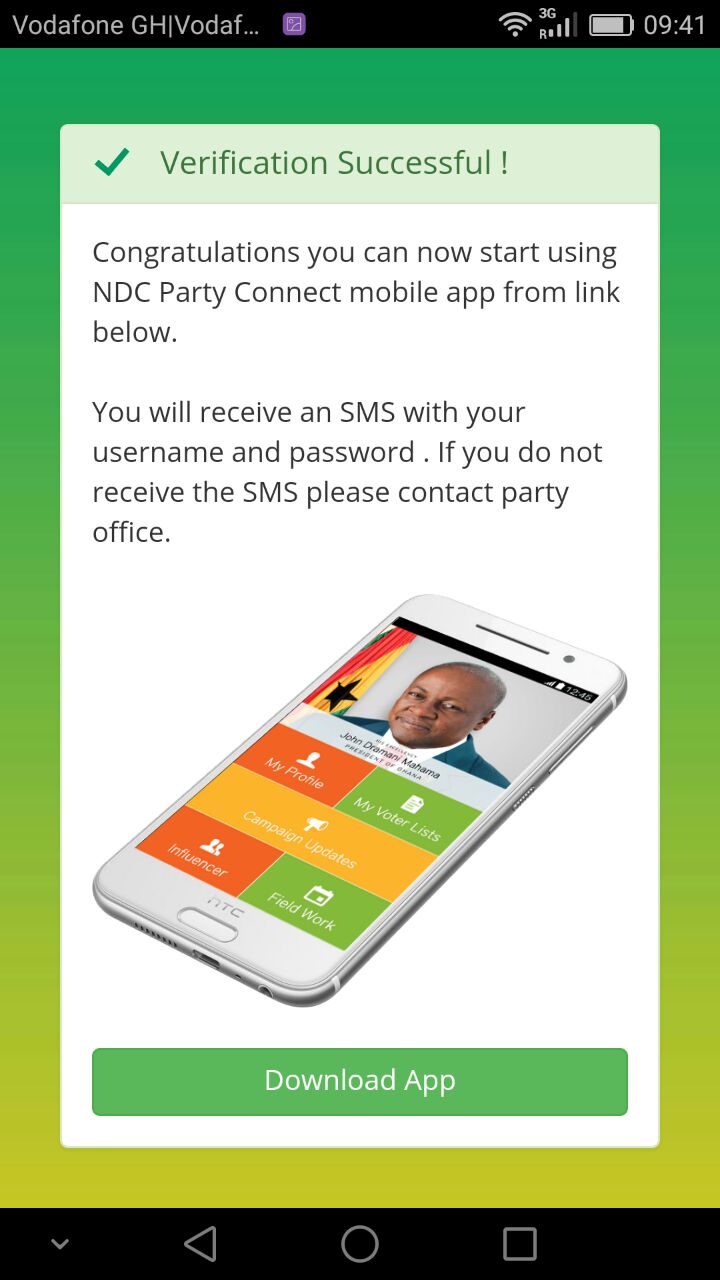 Vodafone GH|Vodaf...
3G
R
09:41
Verification Successful !
Congratulations you can now start using
NDC Party Connect mobile app from link
below.
You will receive an SMS with your
username and password . If you do not
receive the SMS please contact party
office.
12:45
HIS EXCELLENCY
John Dramani Mahama
PRESIDENT OF GHANA
My Profile
My Voter Lists
Campaign Updates
Influencer
Field Work
hTC
Download App